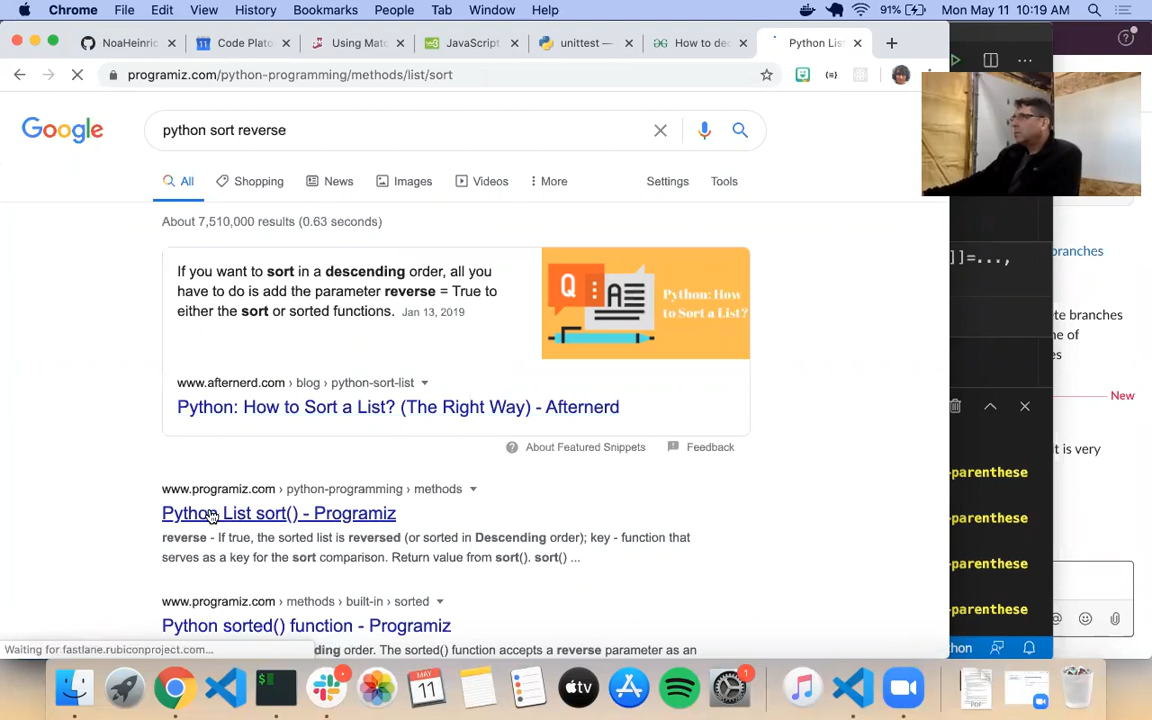 Chrome File Edit View History Bookmarks People Tab Window Help 91% Mon May 11 10:19 AM
NoaHeinric Code Plato Using Matc JavaScript unittest — How to dec Python List
programiz.com/python-programming/methods/list/sort
Google python sort reverse
All Shopping News Images Videos More Settings Tools
About 7,510,000 results (0.63 seconds)
If you want to sort in a descending order, all you
have to do is add the parameter reverse = True to
either the sort or sorted functions. Jan 13, 2019
Q A
Python: How
to Sort a List?
www.afternerd.com › blog › python-sort-list
Python: How to Sort a List? (The Right Way) - Afternerd
About Featured Snippets Feedback
www.programiz.com › python-programming › methods
Python List sort() - Programiz
reverse - If true, the sorted list is reversed (or sorted in Descending order); key - function that
serves as a key for the sort comparison. Return value from sort(). sort() ...
www.programiz.com › methods › built-in › sorted
Python sorted() function - Programiz
order. The sorted() function accepts a reverse parameter as an
Waiting for fastlane.rubiconproject.com...
]]=...,
-parenthese
-parenthese
-parenthese
-parenthese
branches
ete branches
ne of
es
New
it is very
MAY
11
tv
1
PDF